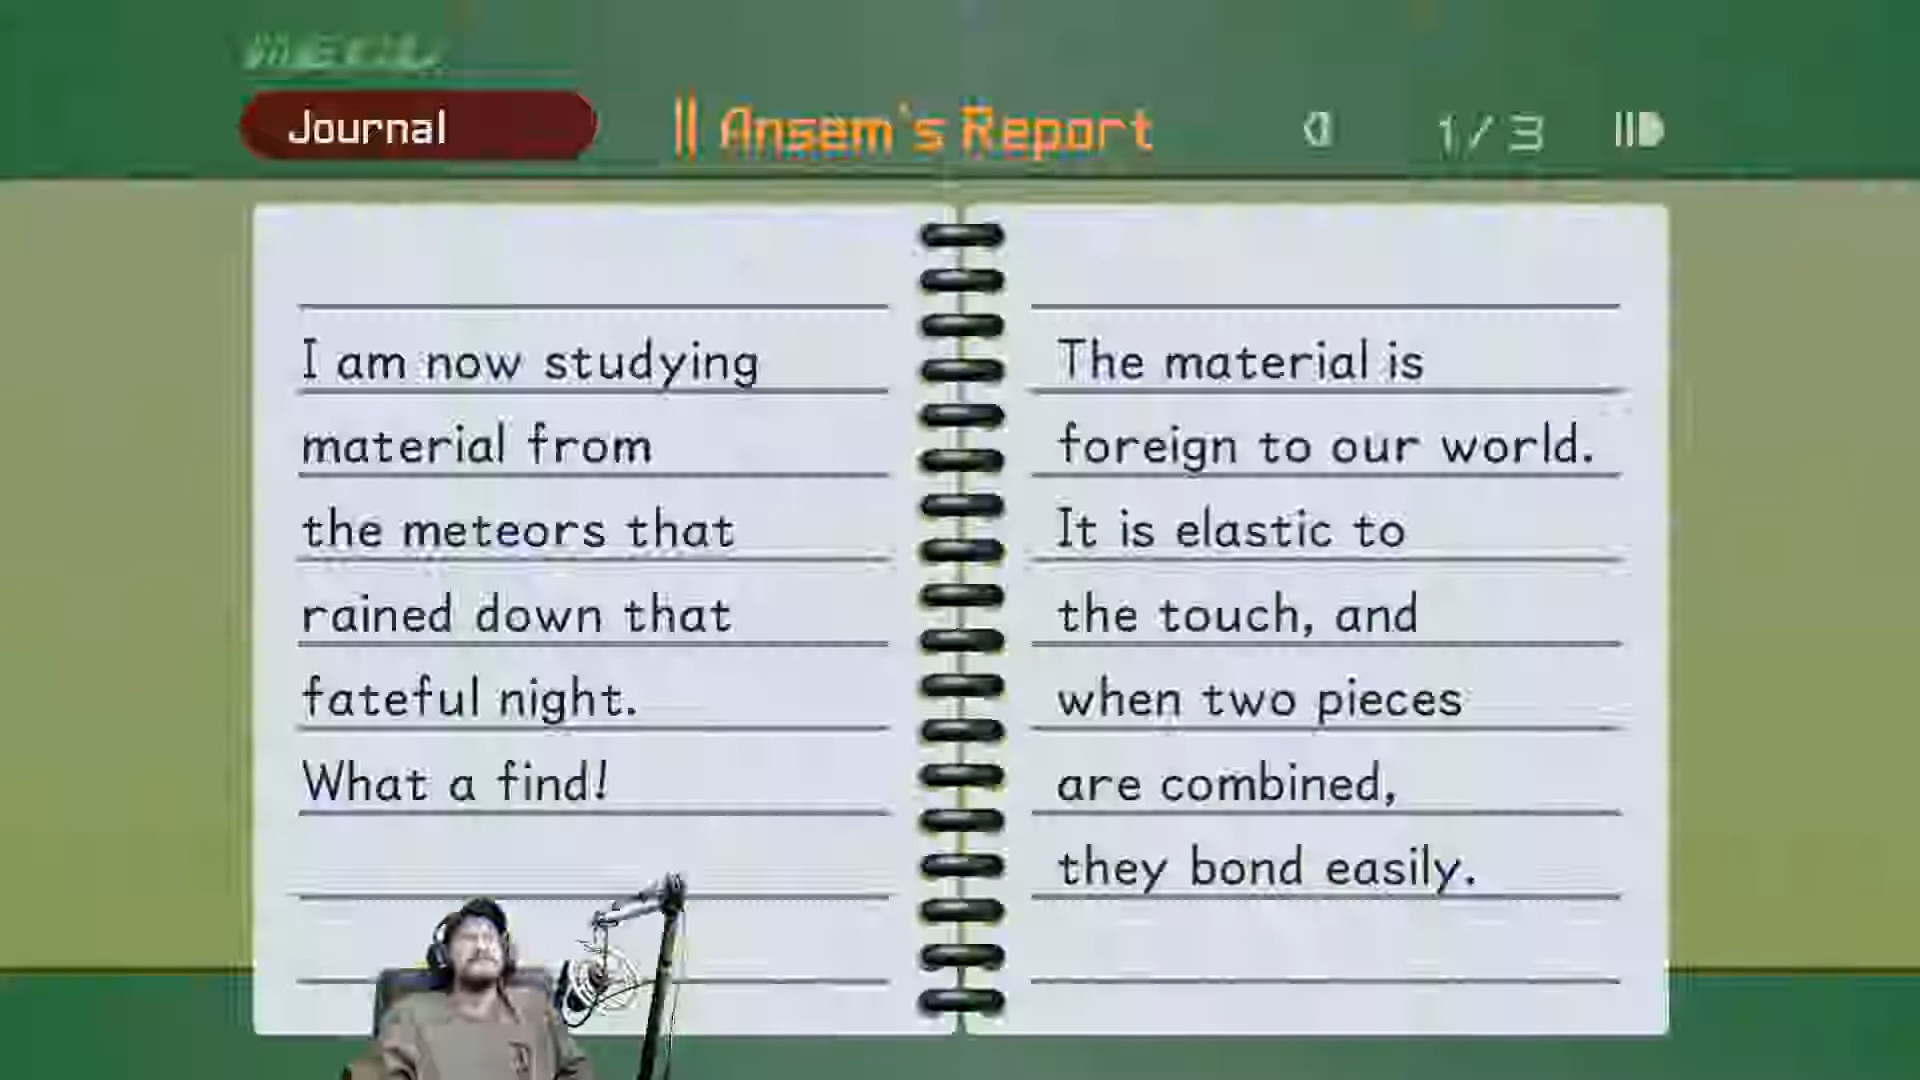 MENU
Journal
Ansem's Report
1/3
I am now studying
material from
the meteors that
rained down that
fateful night.
What a find!
The material is
foreign to our world.
It is elastic to
the touch, and
when two pieces
are combined,
they bond easily.